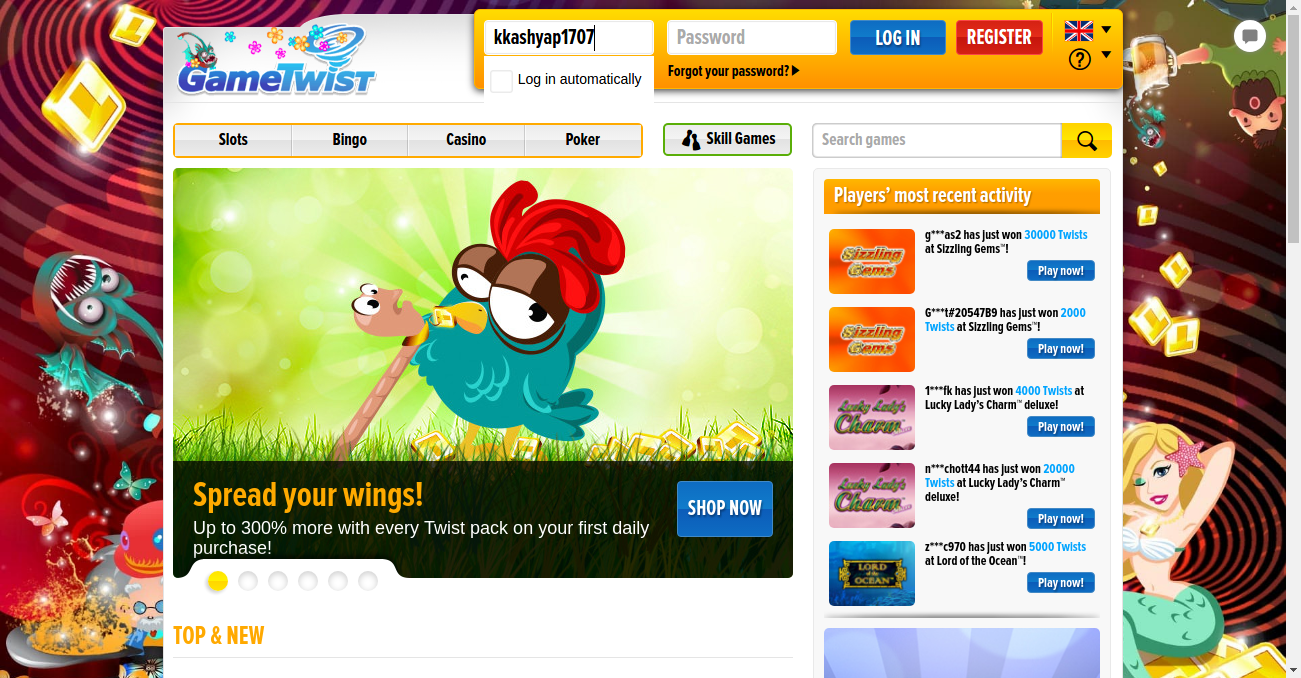 GameTwist
kkashyap1707
Password
LOG IN
REGISTER
Log in automatically
Forgot your password?
Slots
Bingo
Casino
Poker
Skill Games
Search games
Spread your wings!
Up to 300% more with every Twist pack on your first daily
purchase!
SHOP NOW
TOP & NEW
Players’ most recent activity
Sizzling
Gems
g***as2 has just won 30000 Twists
at Sizzling Gems™!
Play now!
Sizzling
Gems
G***t#20547B9 has just won 2000
Twists at Sizzling Gems™!
Play now!
Lucky Lady's
Charm
1***fk has just won 4000 Twists at
Lucky Lady’s Charm™ deluxe!
Play now!
Lucky Lady's
Charm
n***chott44 has just won 20000
Twists at Lucky Lady’s Charm™
deluxe!
Play now!
LORD
OF THE
OCEAN™
z***c970 has just won 5000 Twists
at Lord of the Ocean™!
Play now!